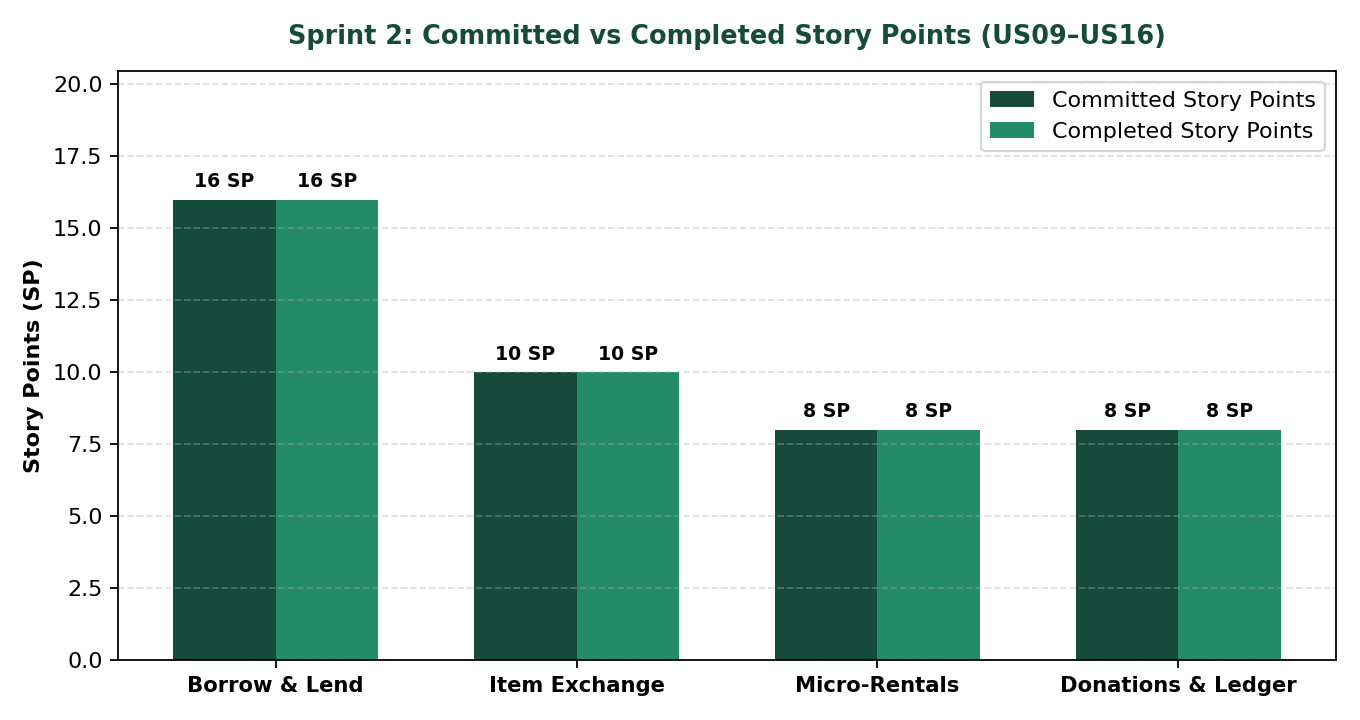 Sprint 2: Committed vs Completed Story Points (US09–US16)
Committed Story Points
Completed Story Points
Story Points (SP)
20.0
17.5
15.0
12.5
10.0
7.5
5.0
2.5
0.0
16 SP 16 SP
10 SP 10 SP
8 SP 8 SP 8 SP 8 SP
Borrow & Lend Item Exchange Micro-Rentals Donations & Ledger